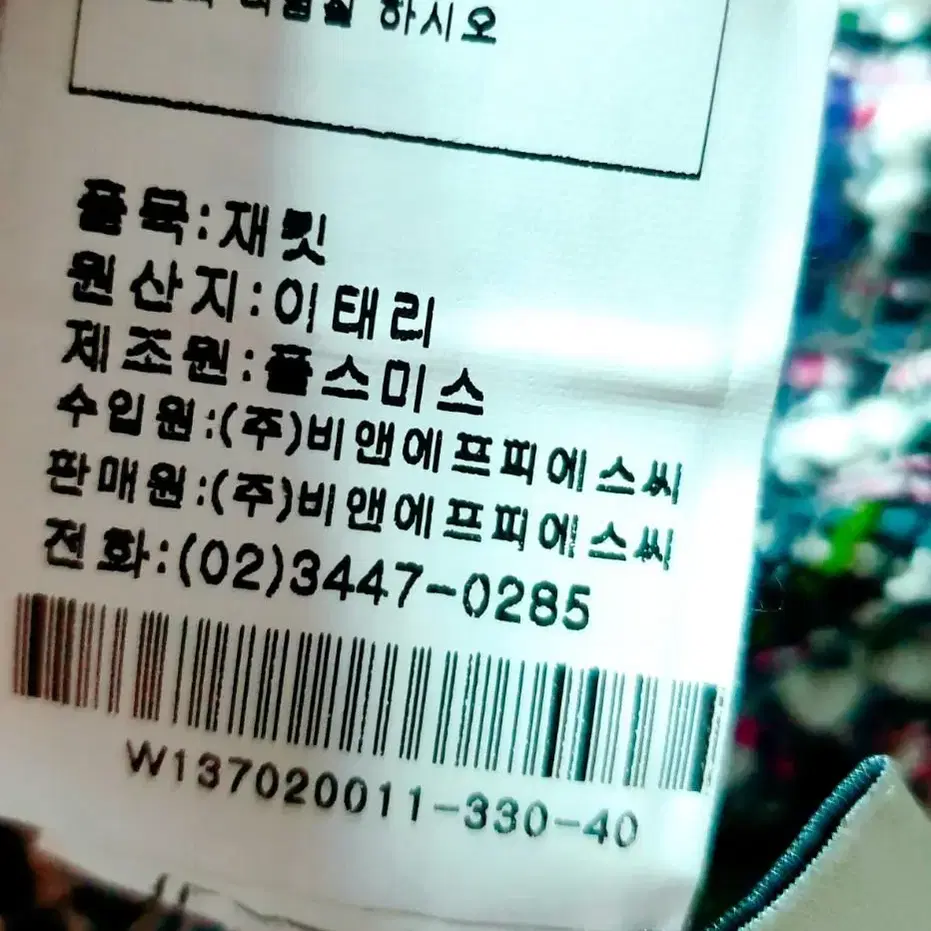 하시오
품목:재킷
원산지:이태리
제조원:폴스미스
수입원:(주)비앤에프피에스씨
판매원:(주)비앤에프피에스씨
전화:(02)3447-0285
W137020011-330-40